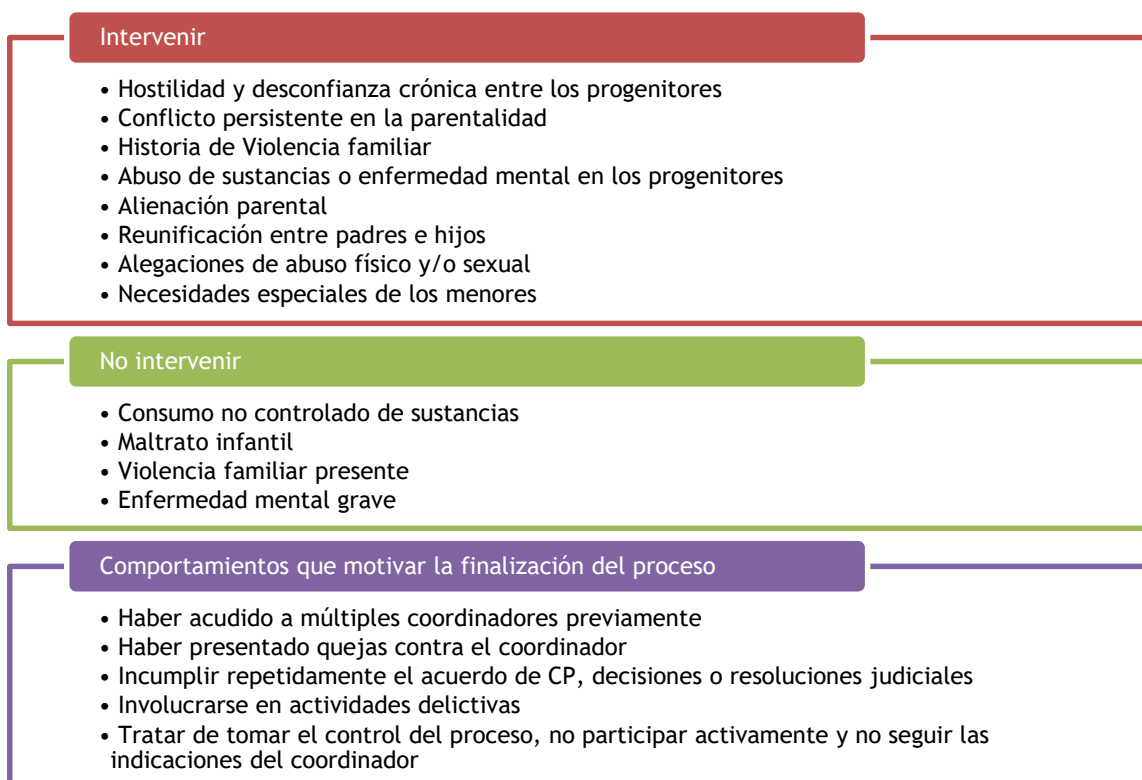 Intervenir
• Hostilidad y desconfianza crónica entre los progenitores
• Conflicto persistente en la parentalidad
• Historia de Violencia familiar
• Abuso de sustancias o enfermedad mental en los progenitores
• Alienación parental
• Reunificación entre padres e hijos
• Alegaciones de abuso físico y/o sexual
• Necesidades especiales de los menores
No intervenir
• Consumo no controlado de sustancias
• Maltrato infantil
• Violencia familiar presente
• Enfermedad mental grave
Comportamientos que motivar la finalización del proceso
• Haber acudido a múltiples coordinadores previamente
• Haber presentado quejas contra el coordinador
• Incumplir repetidamente el acuerdo de CP, decisiones o resoluciones judiciales
• Involucrarse en actividades delictivas
• Tratar de tomar el control del proceso, no participar activamente y no seguir las
indicaciones del coordinador